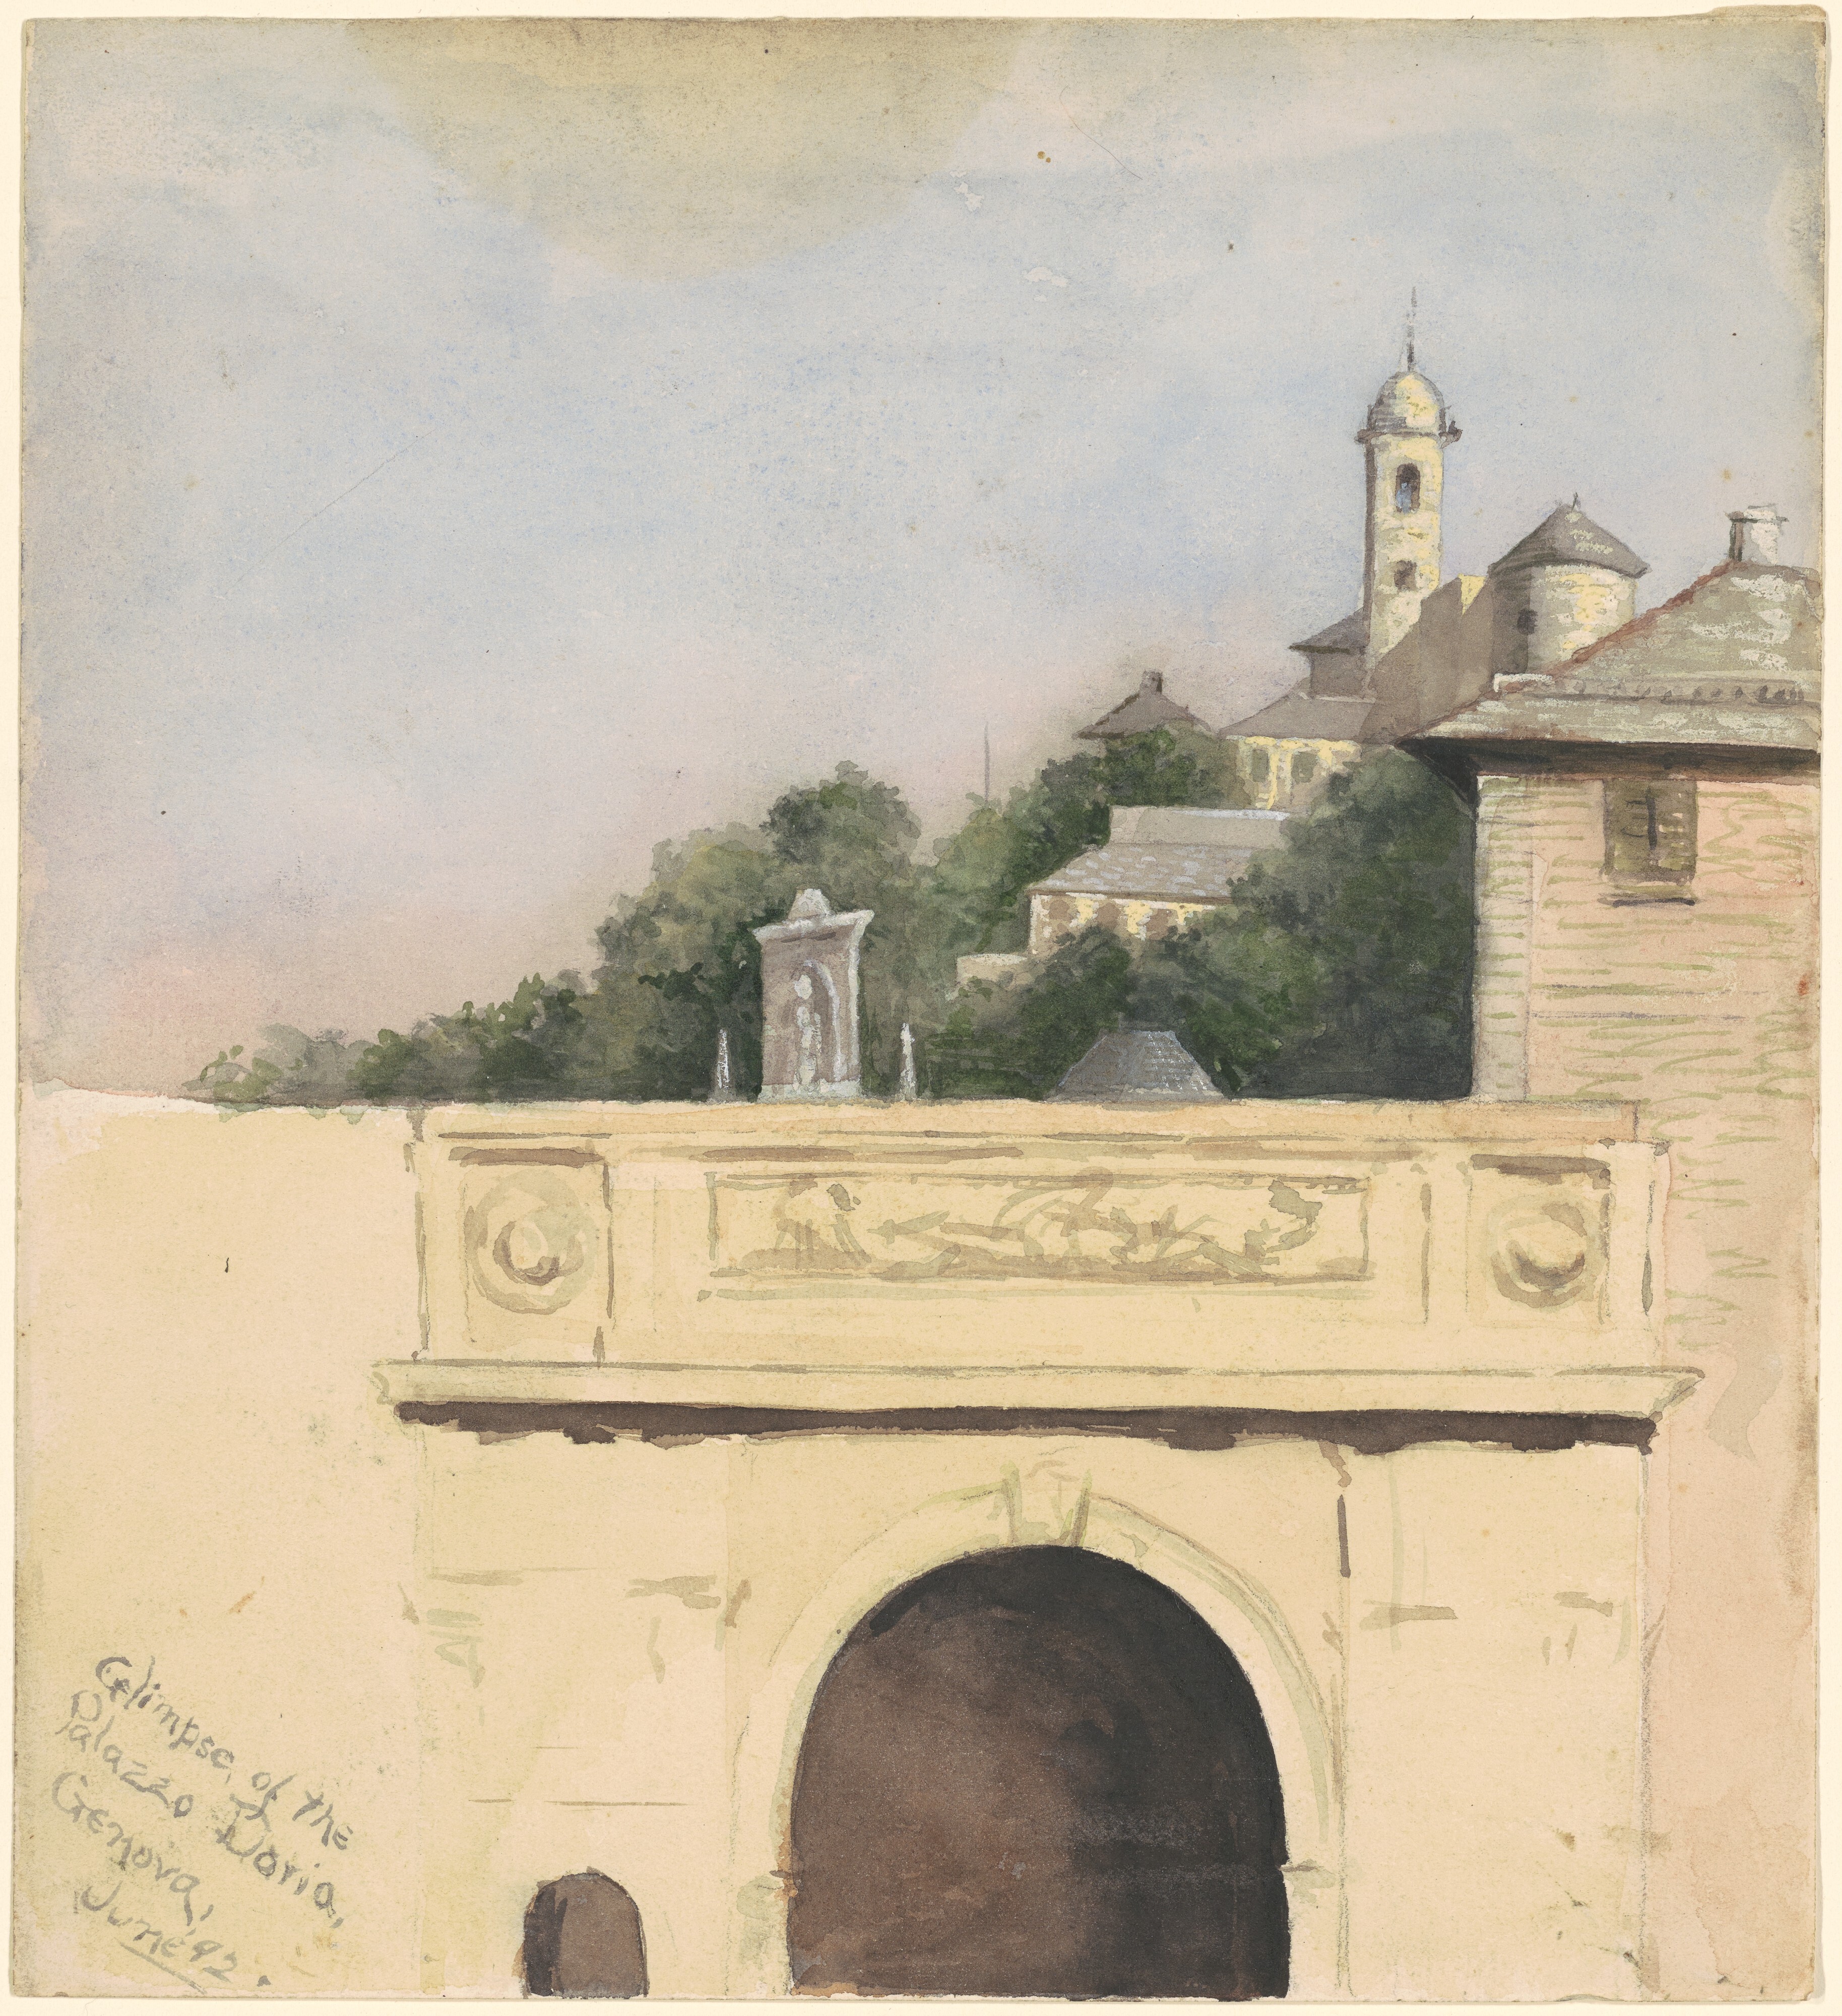 Glimpse of the
Palazzo Doria,
Genova,
June '92.